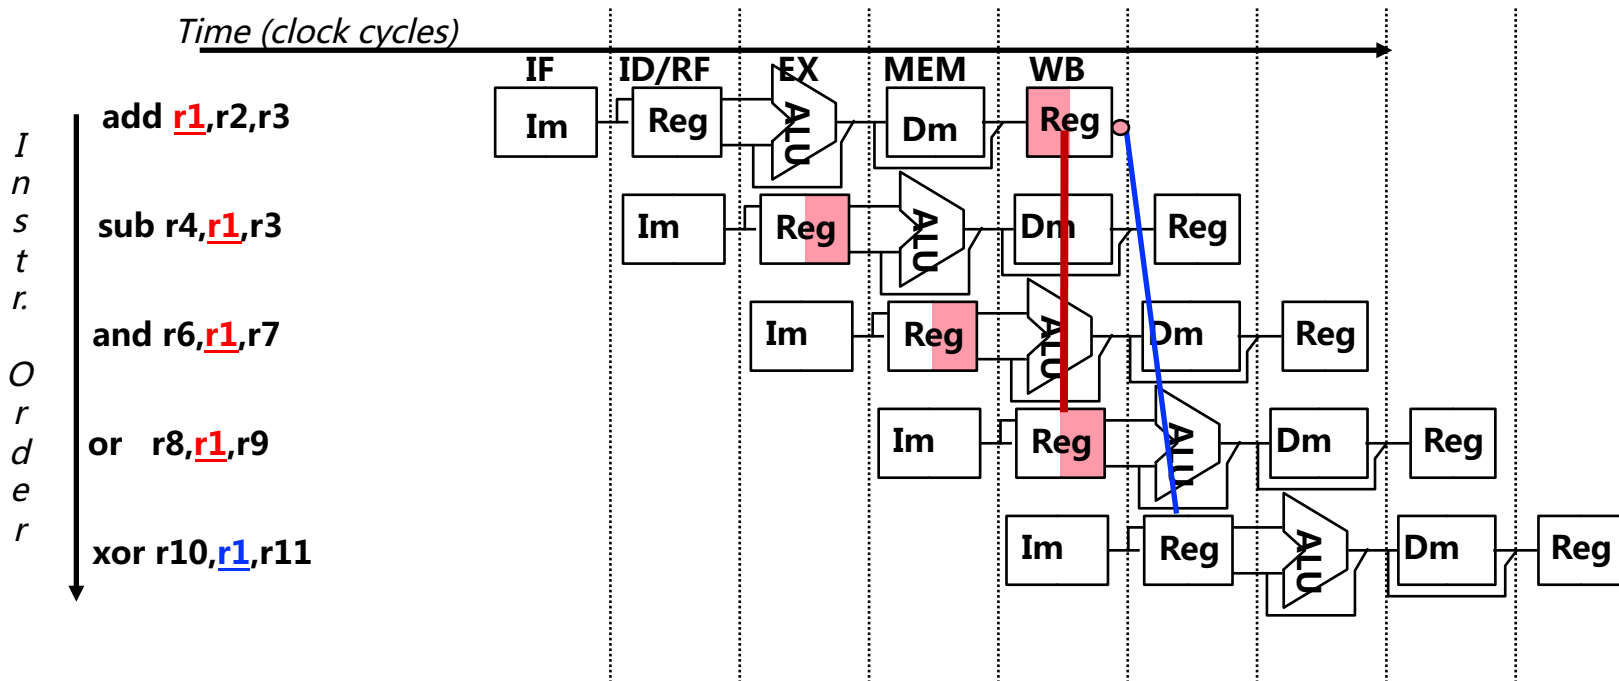 Time (clock cycles)
IF ID/RF EX MEM WB
Instr. Order
add r1,r2,r3
Im Reg ALU Dm Reg
sub r4,r1,r3
Im Reg ALU Dm Reg
and r6,r1,r7
Im Reg ALU Dm Reg
or r8,r1,r9
Im Reg ALU Dm Reg
xor r10,r1,r11
Im Reg ALU Dm Reg